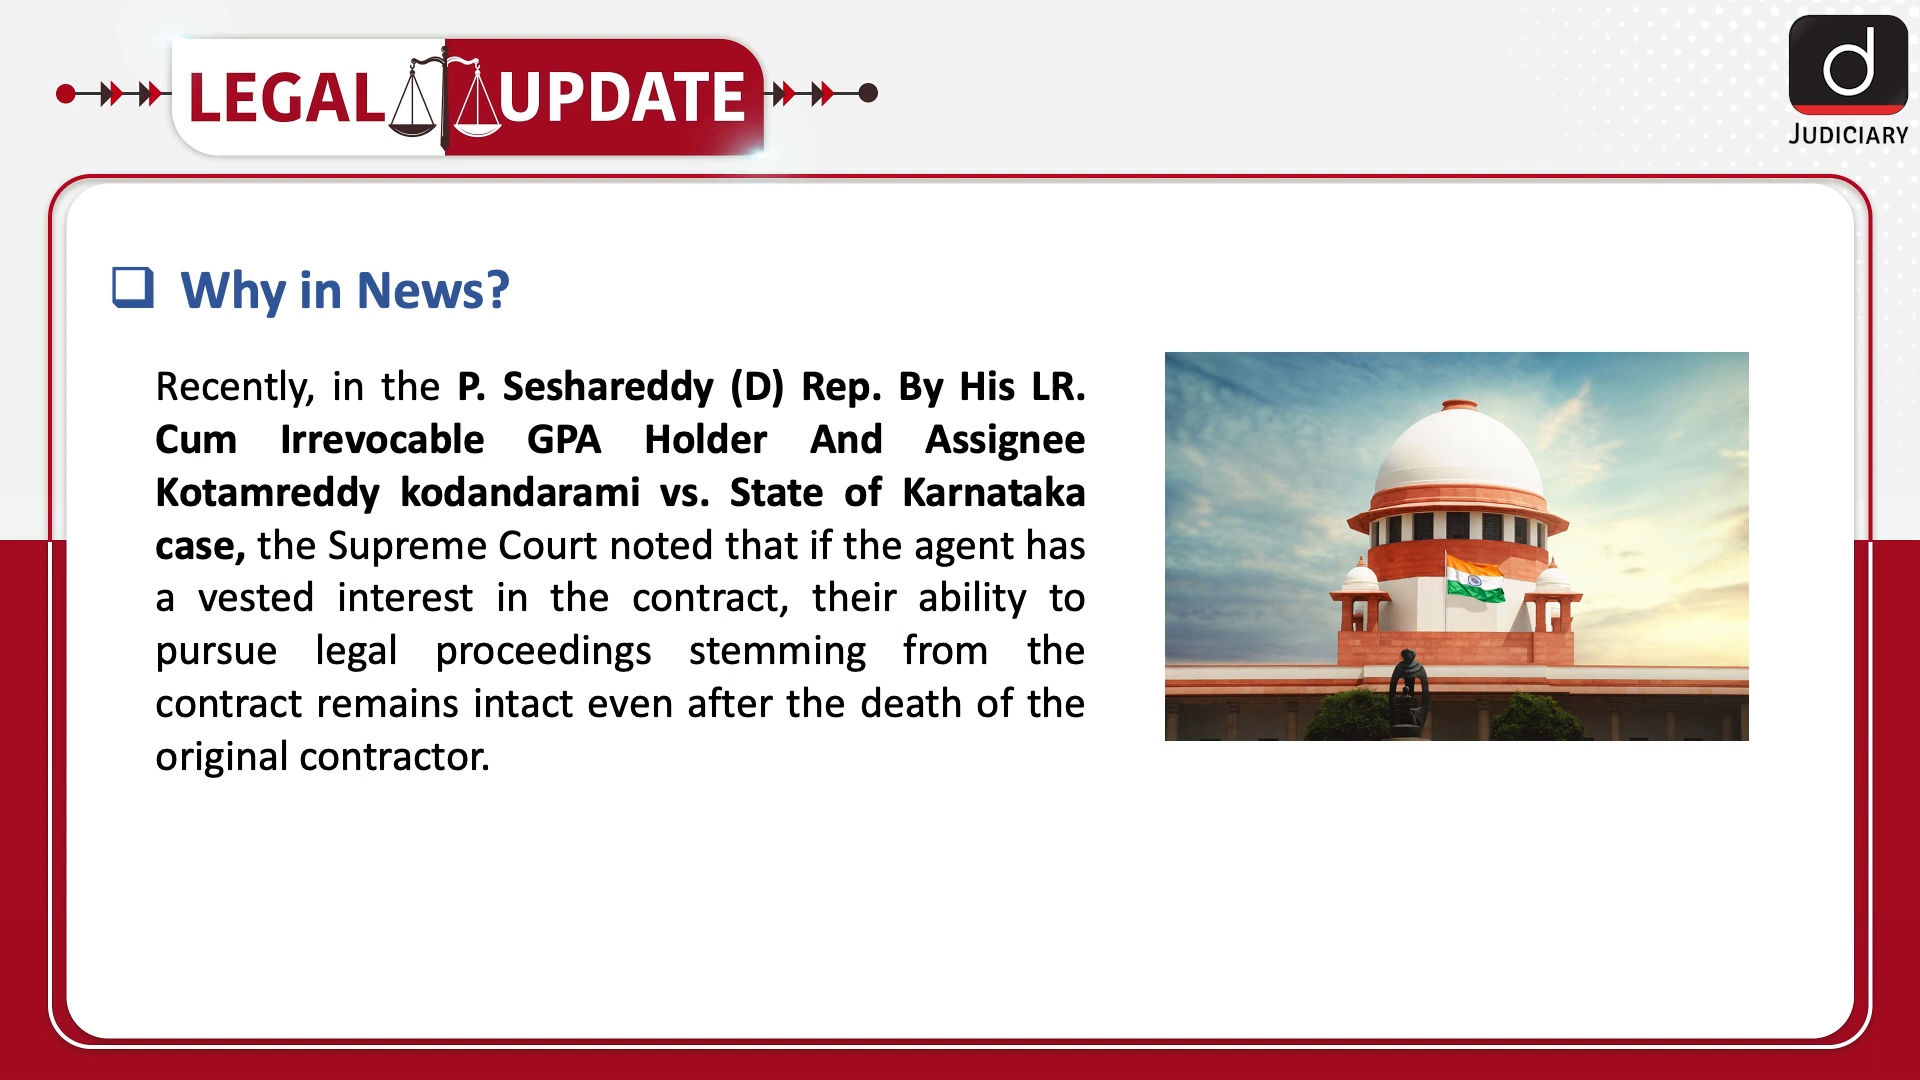 LEGAL UPDATE
d
JUDICIARY
Why in News?
Recently, in the P. Seshareddy (D) Rep. By His LR.
Cum Irrevocable GPA Holder And Assignee
Kotamreddy kodandarami vs. State of Karnataka
case, the Supreme Court noted that if the agent has
a vested interest in the contract, their ability to
pursue legal proceedings stemming from the
contract remains intact even after the death of the
original contractor.